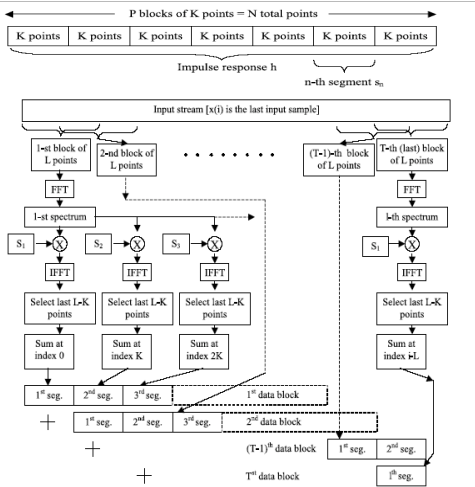 P blocks of K points = N total points
K points K points K points K points K points K points K points
Impulse response h
n-th segment sn
Input stream [x(i) is the last input sample]
1-st block of L points
2-nd block of L points
(T-1)-th block of L points
T-th (last) block of L points
FFT
FFT
1-st spectrum
l-th spectrum
S1 X S2 X S3 X S1 X
IFFT IFFT IFFT IFFT
Select last L-K points
Select last L-K points
Select last L-K points
Select last L-K points
Sum at index 0
Sum at index K
Sum at index 2K
Sum at index i-L
1st seg. 2nd seg. 3rd seg. 1st data block
+ 1st seg. 2nd seg. 3rd seg. 2nd data block
+ (T-1)th data block 1st seg. 2nd seg.
+ Tst data block 1th seg.